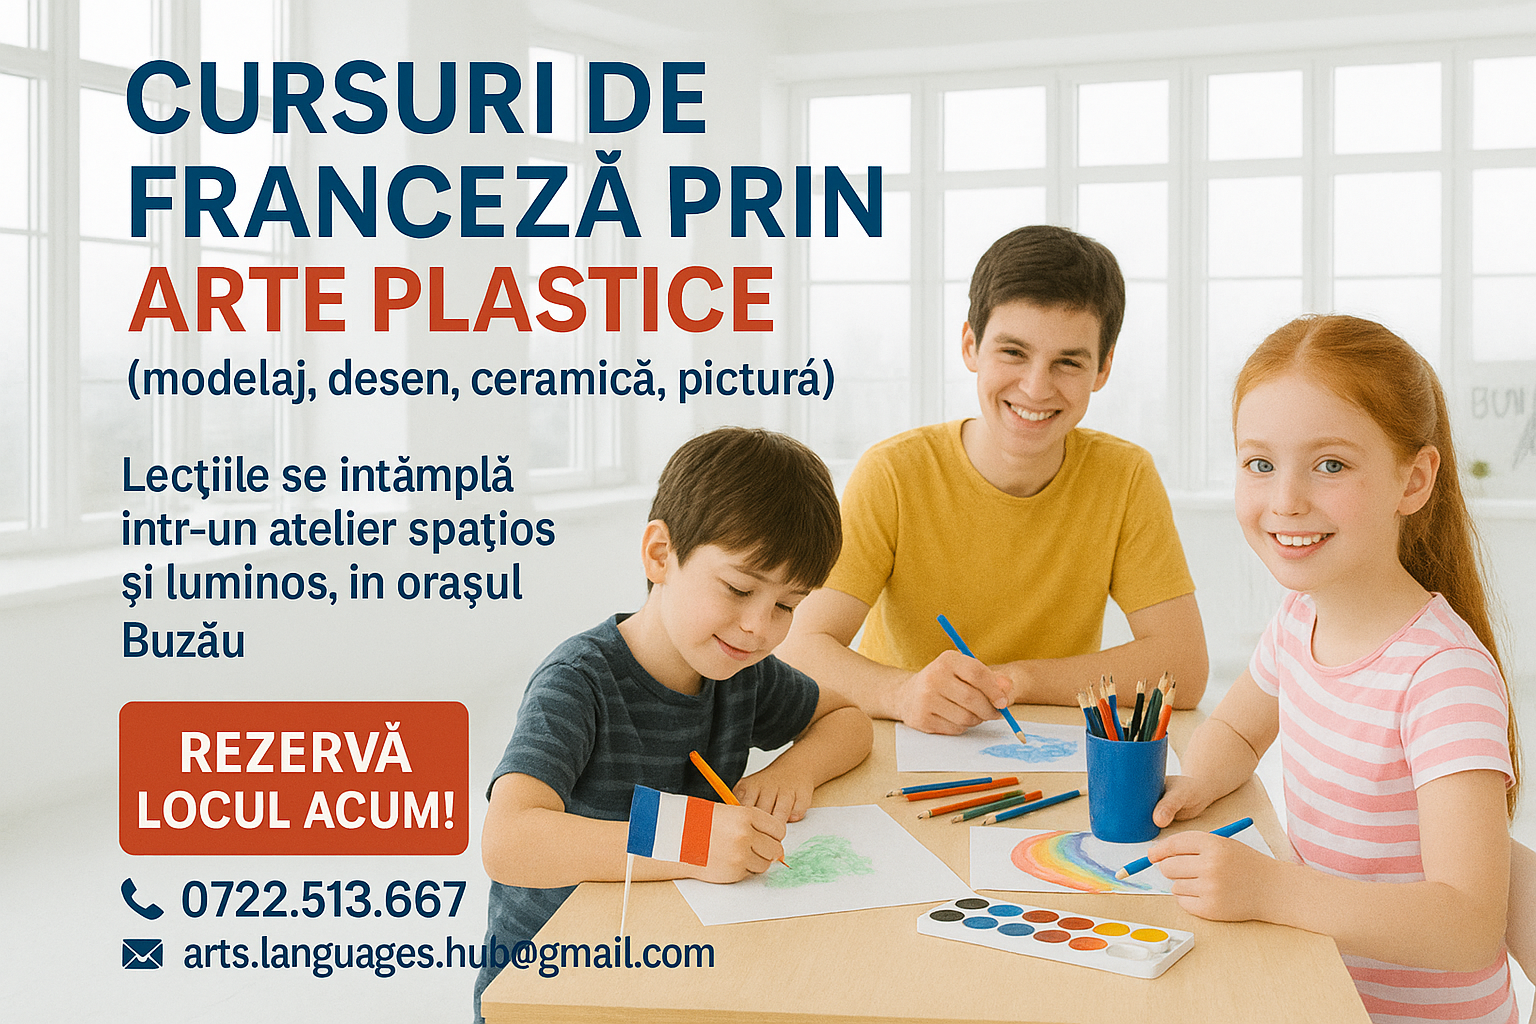 CURSURI DE
FRANCEZĂ PRIN
ARTE PLASTICE
(modelaj, desen, ceramică, picturá)
Lecţiile se intămplă
intr-un atelier spaţios
şi luminos, in oraşul
Buzău
REZERVĂ
LOCUL ACUM!
0722.513.667
arts.languages.hub@gmail.com